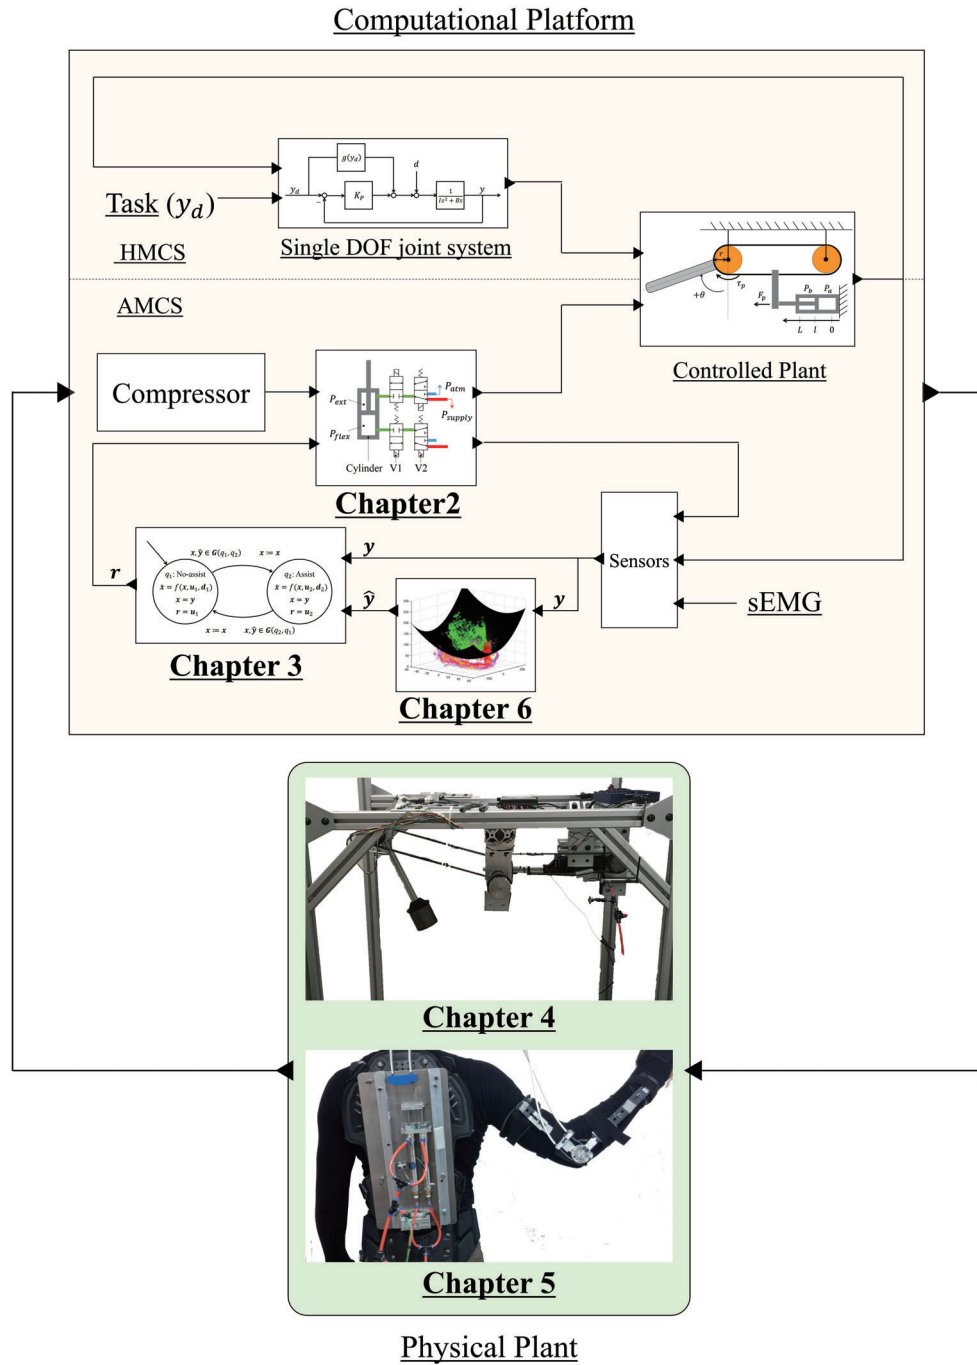 Computational Platform
g(y_d)
d
y_d
K_p
1
Is² + Bs
y
−
Task (y_d)
Single DOF joint system
HMCS
AMCS
r
τ_p
+θ
F_p
P_b
P_a
L
l
0
Controlled Plant
Compressor
P_ext
P_flex
P_atm
P_supply
Cylinder
V1
V2
Chapter2
Sensors
sEMG
x, ŷ ∈ G(q₁, q₂)
x ≔ x
q₁: No-assist
ẋ = f(x, u₁, d₁)
x = y
r = u₁
q₂: Assist
ẋ = f(x, u₂, d₂)
x = y
r = u₂
x ≔ x
x, ŷ ∈ G(q₂, q₁)
r
y
ŷ
y
Chapter 3
Chapter 6
Chapter 4
Chapter 5
Physical Plant